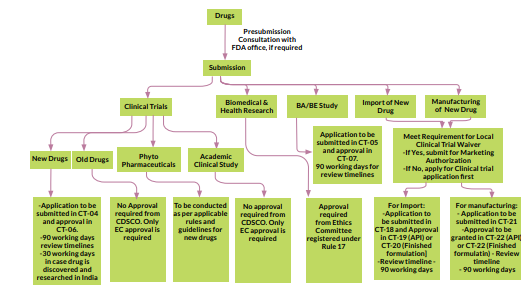 Drugs
Presubmission
Consultation with
FDA office, if required
Submission
Clinical Trials
Biomedical &
Health Research
BA/BE Study
Import of New
Drug
Manufacturing
of New Drug
New Drugs
Old Drugs
Phyto
Pharmaceuticals
Academic
Clinical Study
Application to be
submitted in CT-05
and approval in
CT-07.
90 working days for
review timelines
Meet Requirement for Local
Clinical Trial Waiver
-If Yes, submit for Marketing
Authorization
-If No, apply for Clinical trial
application first
-Application to be
submitted in CT-04
and approval in
CT-06.
-90 working days
review timelines
-30 working days
in case drug is
discovered and
researched in India
No Approval
required from
CDSCO. Only
EC approval is
required
To be conducted
as per applicable
rules and
guidelines for
new drugs
No approval
required from
CDSCO. Only
EC approval is
required
Approval
required
from Ethics
Committee
registered under
Rule 17
For Import:
-Application to
be submitted in
CT-18 and Approval
in CT-19 (API) or
CT-20 (Finished
formulation]
-Review timeline -
90 working days
For manufacturing:
- Application to be
submitted in CT-21
-Approval to be
granted in CT-22 (API)
or CT-22 (Finished
formulatin) - Review
timeline
- 90 working days